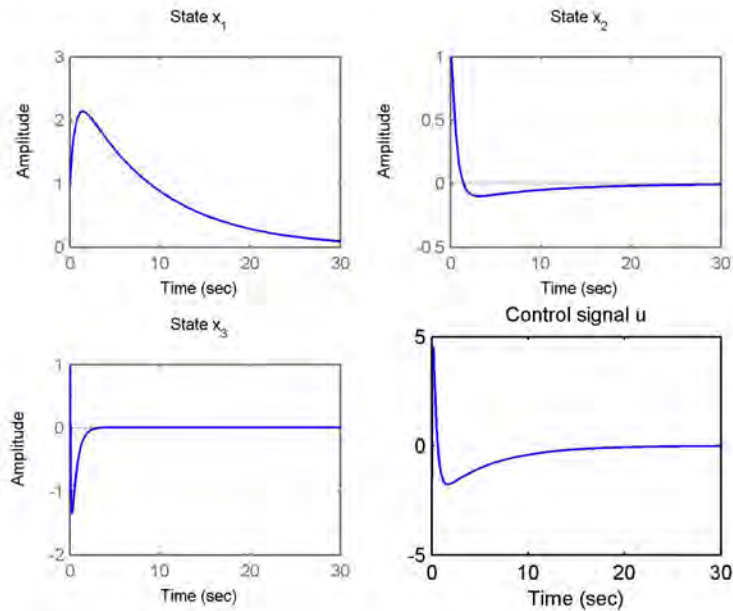 State x1
Amplitude
3
2
1
0
0 10 20 30
Time (sec)
State x2
Amplitude
1
0.5
0
-0.5
0 10 20 30
Time (sec)
State x3
Amplitude
1
0
-1
-2
0 10 20 30
Time (sec)
Control signal u
5
0
-5
0 10 20 30
Time (sec)